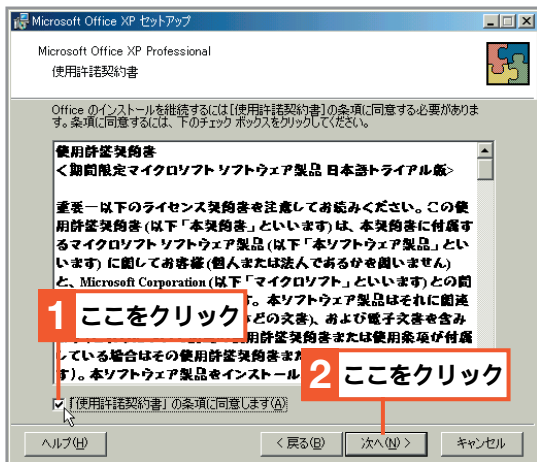 Microsoft Office XP セットアップ
Microsoft Office XP Professional
使用許諾契約書
Office のインストールを継続するには[使用許諾契約書]の条項に同意する必要がありま
す。条項に同意するには、下のチェック ボックスをクリックしてください。
使用許諾契約書
<期間限定マイクロソフト ソフトウェア製品 日本語トライアル版>
重要－以下のライセンス契約書を注意してお読みください。この使
用許諾契約書(以下「本契約書」といいます)は、本契約書に付属す
るマイクロソフト ソフトウェア製品(以下「本ソフトウェア製品」とい
います) に関してお客様(個人または法人であるかを問いません)
と、Microsoft Corporation (以下「マイクロソフト」といいます) との間
。本ソフトウェア製品はそれに関連
どの文書)、および電子文書を含み
用許諾契約書または使用条項が付属
している場合はその使用許諾契約書また
す)。本ソフトウェア製品をインストール
1 ここをクリック
2 ここをクリック
「使用許諾契約書」の条項に同意します(A)
ヘルプ(H)
< 戻る(B)
次へ(N) >
キャンセル